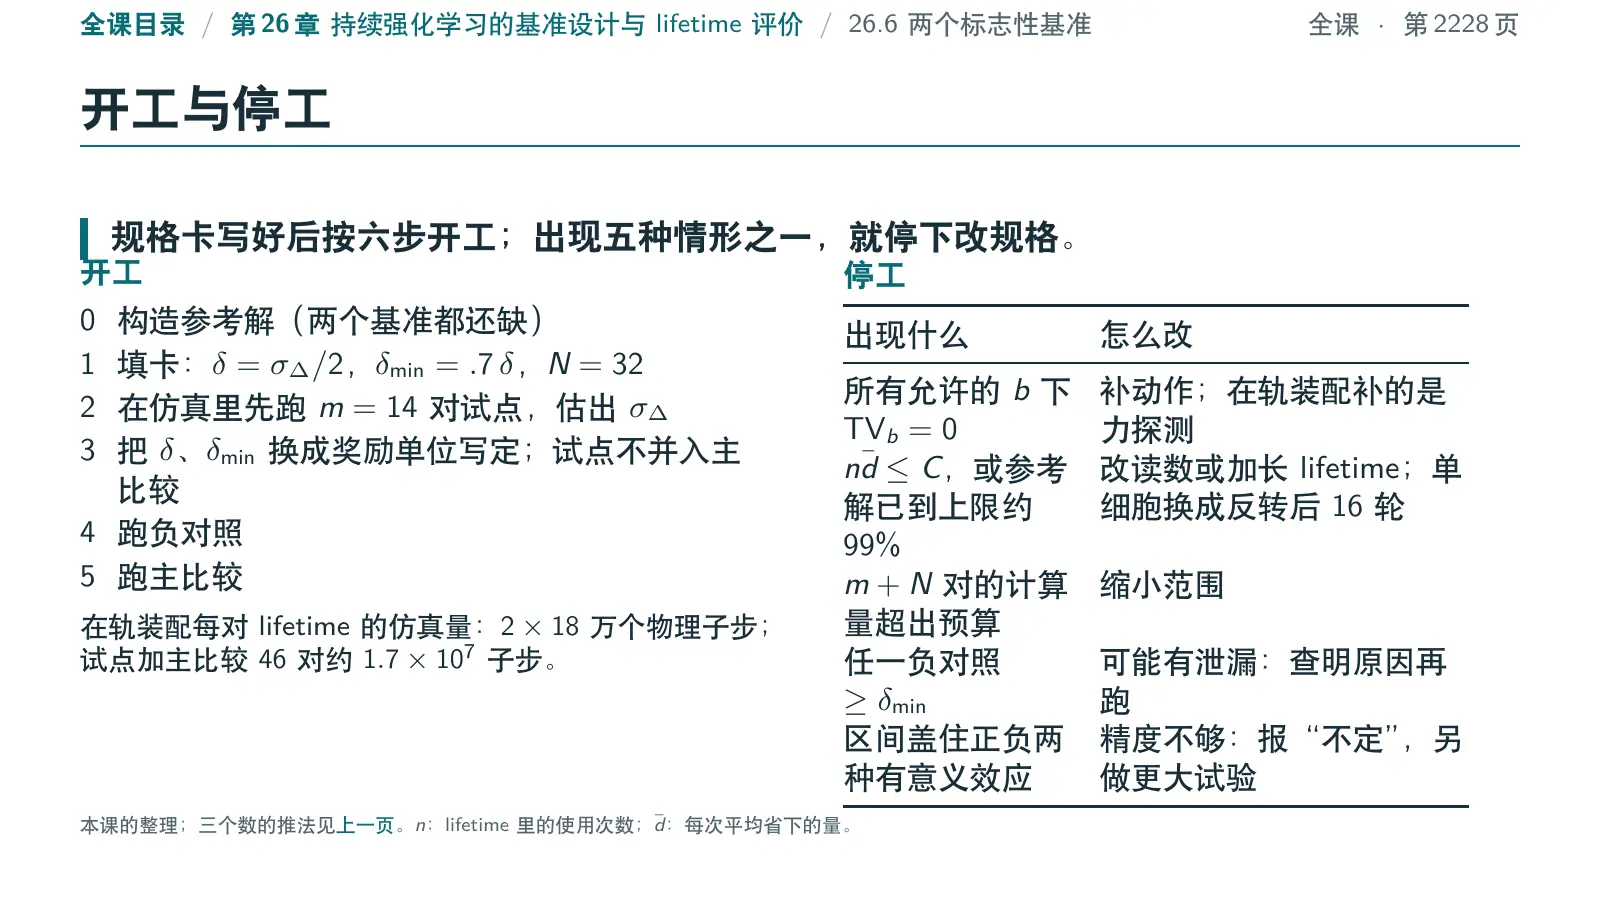 全课目录 / 第 26 章 持续强化学习的基准设计与 lifetime 评价 / 26.6 两个标志性基准
全课 · 第 2228 页
开工与停工
规格卡写好后按六步开工；出现五种情形之一，就停下改规格。
开工
0 构造参考解（两个基准都还缺）
1 填卡：δ = σ_Δ/2，δ_min = .7 δ，N = 32
2 在仿真里先跑 m = 14 对试点，估出 σ_Δ
3 把 δ、δ_min 换成奖励单位写定；试点不并入主
比较
4 跑负对照
5 跑主比较
在轨装配每对 lifetime 的仿真量：2 × 18 万个物理子步；
试点加主比较 46 对约 1.7 × 10⁷ 子步。
停工
出现什么 怎么改
所有允许的 b 下 补动作；在轨装配补的是
TV_b = 0 力探测
nd̄ ≤ C，或参考 改读数或加长 lifetime；单
解已到上限约 细胞换成反转后 16 轮
99%
m + N 对的计算 缩小范围
量超出预算
任一负对照 可能有泄漏：查明原因再
≥ δ_min 跑
区间盖住正负两 精度不够：报“不定”，另
种有意义效应 做更大试验
本课的整理；三个数的推法见上一页。n：lifetime 里的使用次数；d̄：每次平均省下的量。